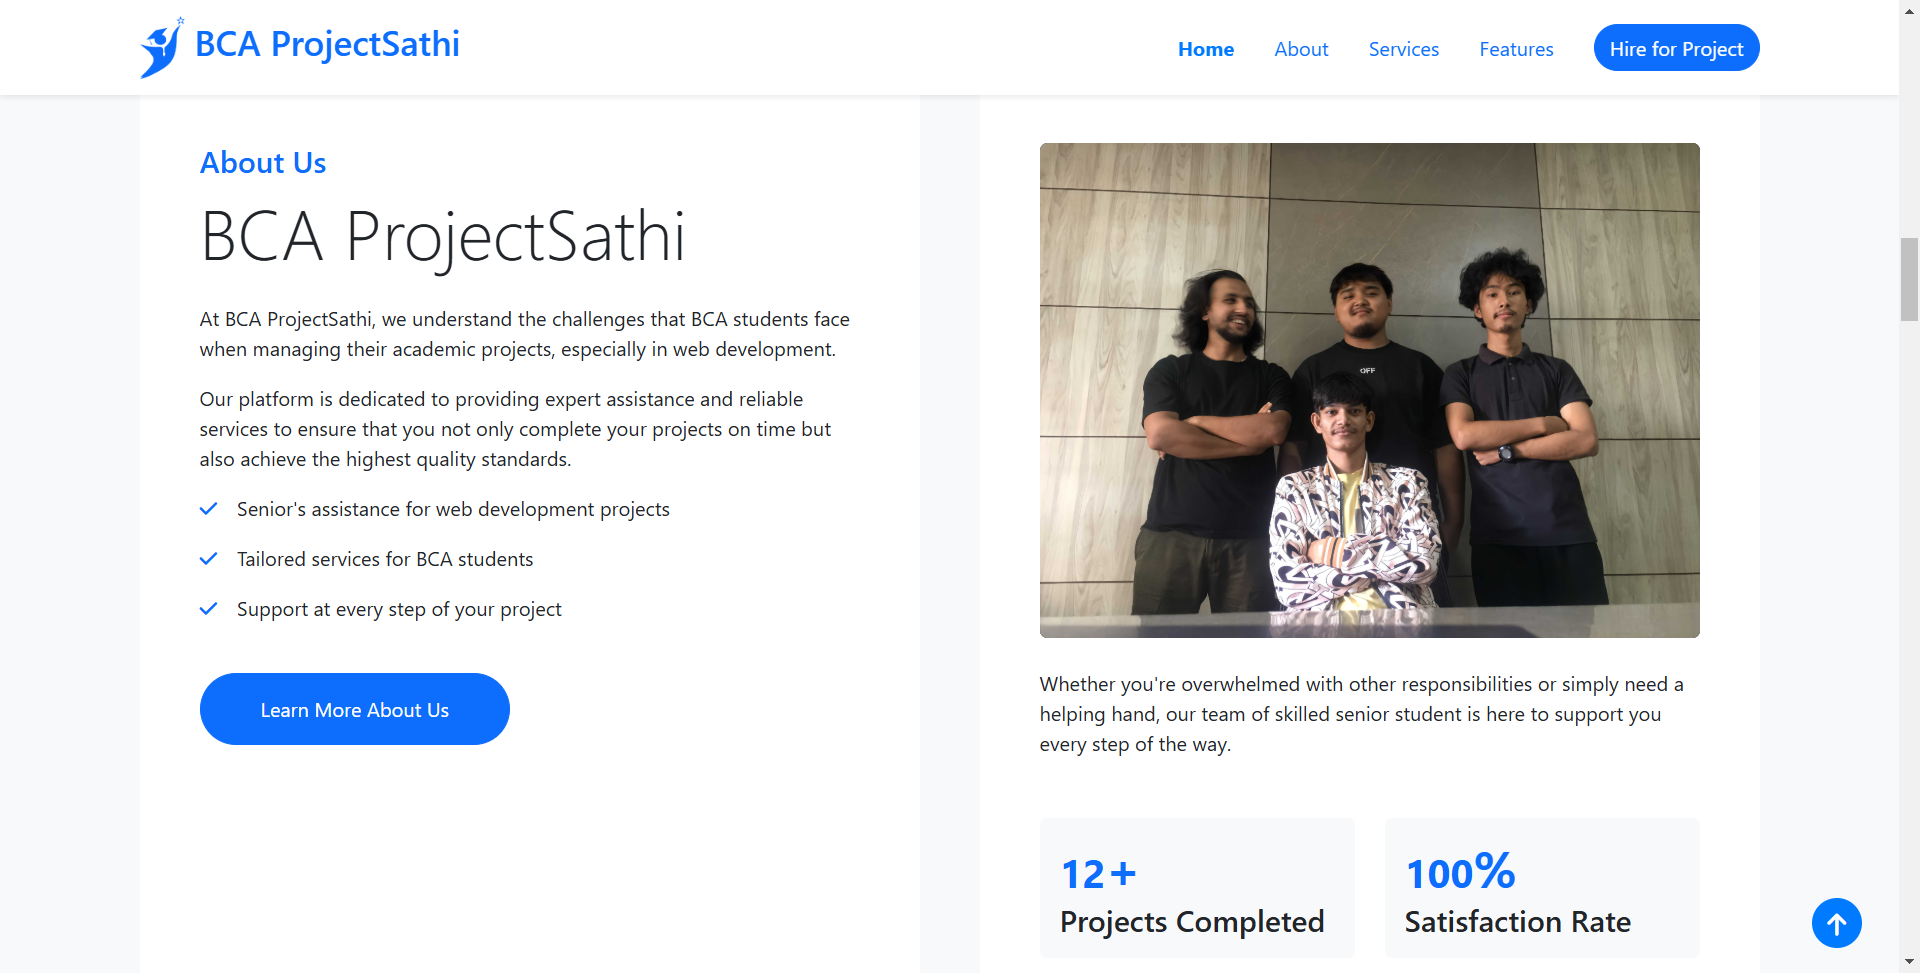 BCA ProjectSathi
Home About Services Features Hire for Project
About Us
BCA ProjectSathi
At BCA ProjectSathi, we understand the challenges that BCA students face
when managing their academic projects, especially in web development.
Our platform is dedicated to providing expert assistance and reliable
services to ensure that you not only complete your projects on time but
also achieve the highest quality standards.
Senior's assistance for web development projects
Tailored services for BCA students
Support at every step of your project
Learn More About Us
OFF
Whether you're overwhelmed with other responsibilities or simply need a
helping hand, our team of skilled senior student is here to support you
every step of the way.
12+
Projects Completed
100%
Satisfaction Rate